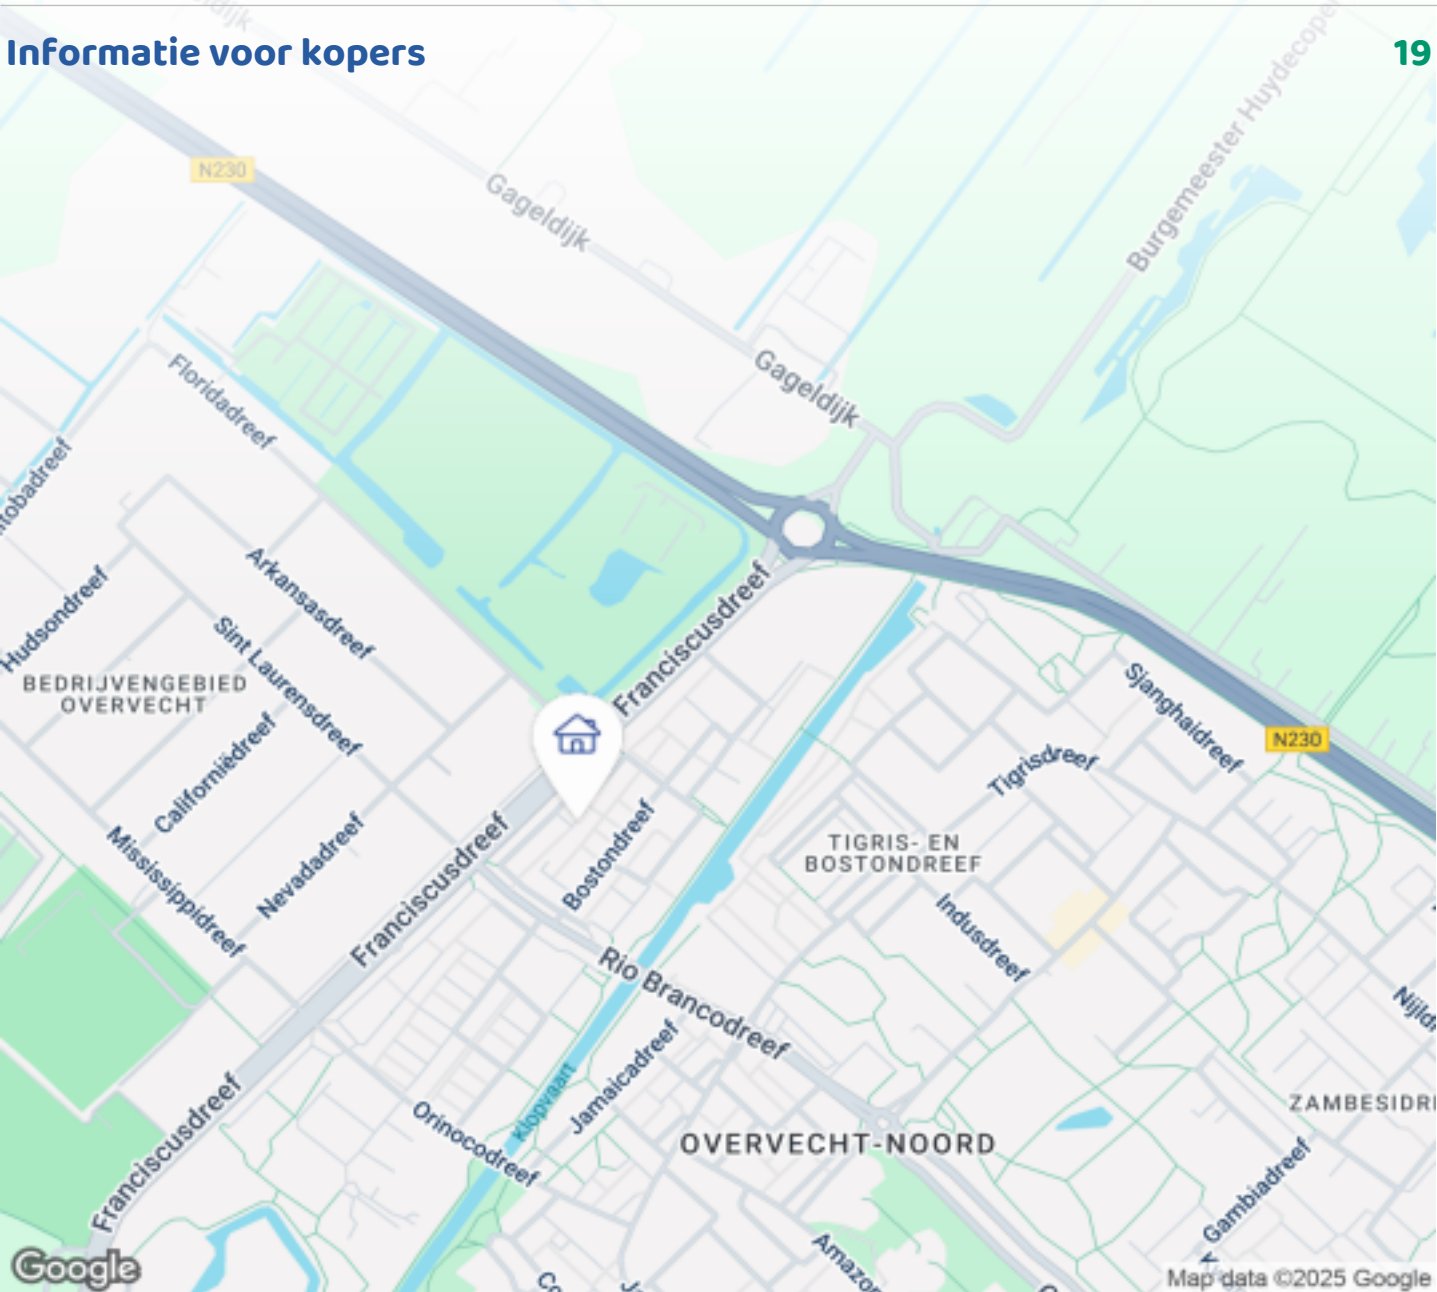 Informatie voor kopers
19
Burgemeester Huydecoper
N230
Gageldijk
Gageldijk
Floridadreef
Arkansasdreef
Hudsondreef
Sint Laurensdreef
Franciscusdreef
BEDRIJVENGEBIED
OVERVECHT
Californiëdreef
Sjanghaidreef
N230
Tigrisdreef
Mississippidreef
Nevadadreef
Franciscusdreef
Bostondreef
TIGRIS- EN
BOSTONDREEF
Indusdreef
Rio Brancodreef
Jamaicadreef
Klopvaart
Orinocodreef
Franciscusdreef
OVERVECHT-NOORD
ZAMBESIDR
Gambiadreef
Amazon
Google
Map data ©2025 Google